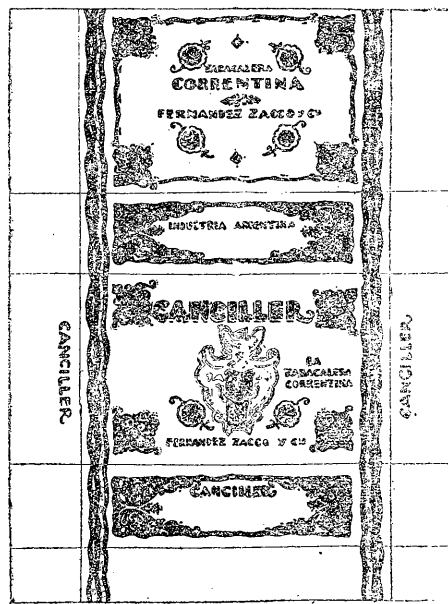 TABACALERA
CORRENTINA
FERNANDEZ ZACCO Y Cia
INDUSTRIA ARGENTINA
CANCILLER
LA
TABACALERA
CORRENTINA
FERNANDEZ ZACCO Y Cia
CANCILLER
CANCILLER
CANCILLER